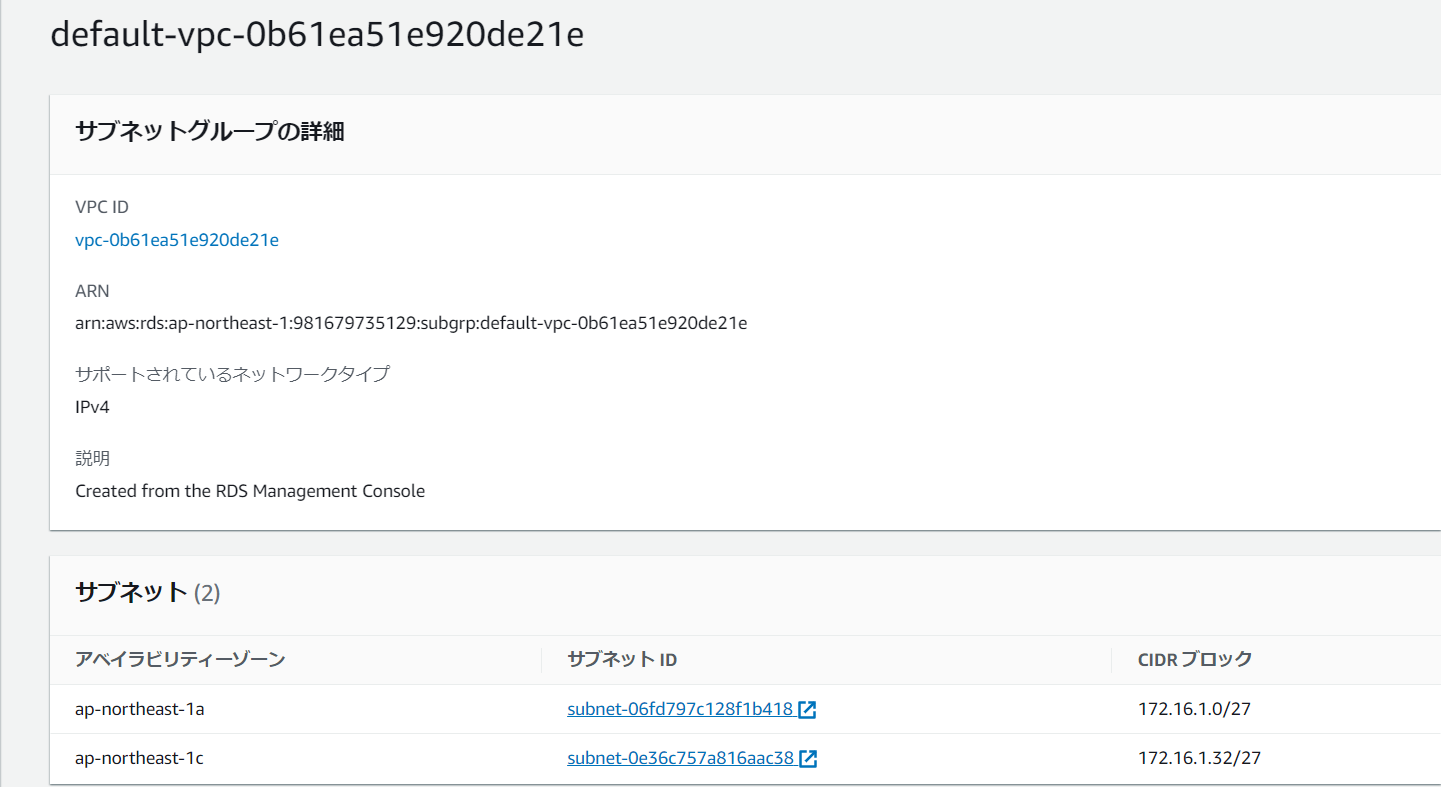 default-vpc-0b61ea51e920de21e
サブネットグループの詳細
VPC ID
vpc-0b61ea51e920de21e
ARN
arn:aws:rds:ap-northeast-1:981679735129:subgrp:default-vpc-0b61ea51e920de21e
サポートされているネットワークタイプ
IPv4
説明
Created from the RDS Management Console
サブネット (2)
アベイラビリティーゾーン サブネット ID CIDR ブロック
ap-northeast-1a subnet-06fd797c128f1b418 172.16.1.0/27
ap-northeast-1c subnet-0e36c757a816aac38 172.16.1.32/27